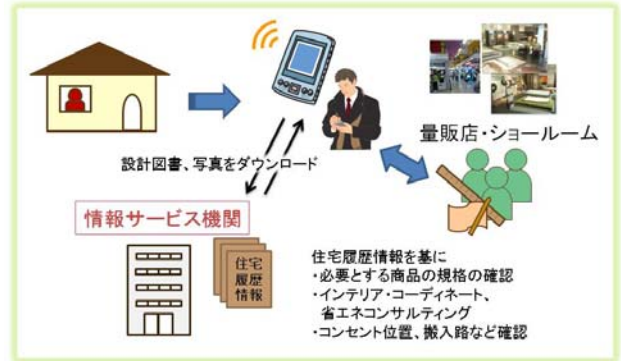 量販店・ショールーム
設計図書、写真をダウンロード
情報サービス機関
住宅
履歴
情報
住宅履歴情報を基に
・必要とする商品の規格の確認
・インテリア・コーディネート、
省エネコンサルティング
・コンセント位置、搬入路など確認